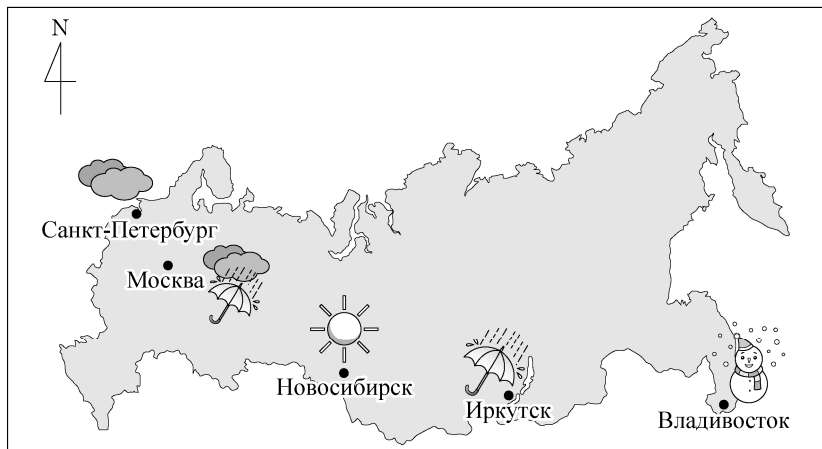 N
Санкт-Петербург
Москва
Новосибирск
Иркутск
Владивосток